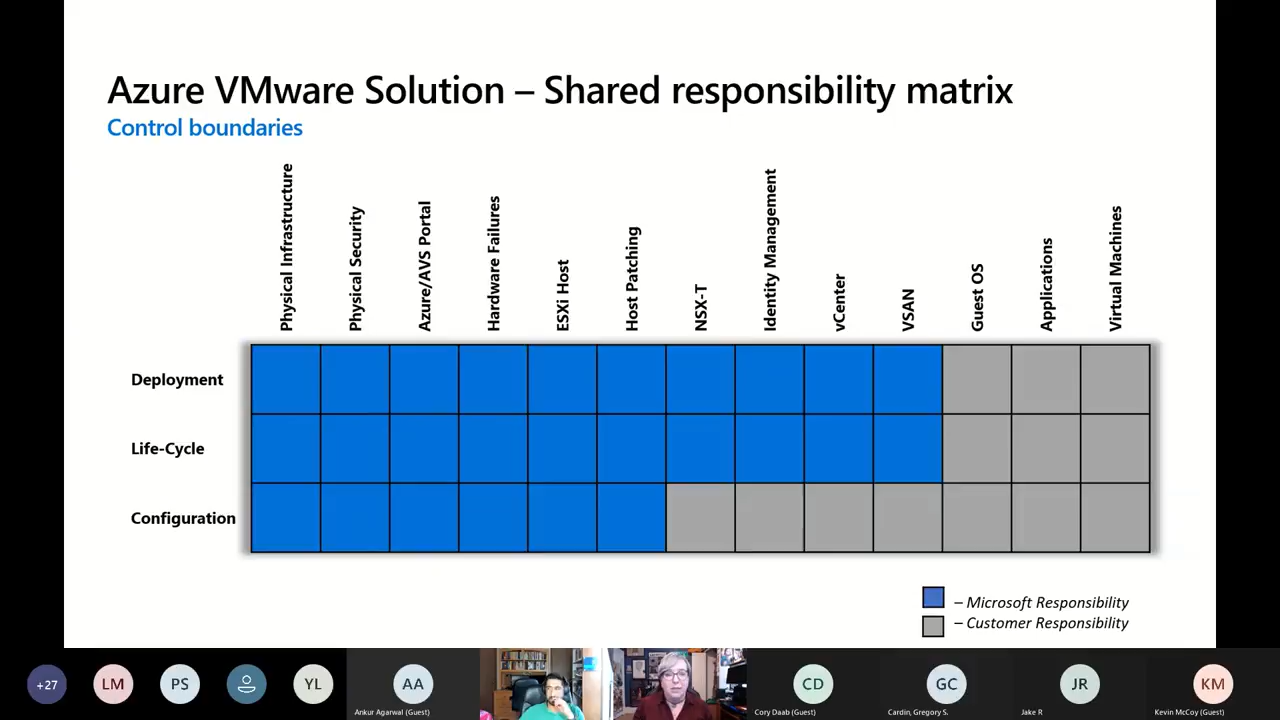 Azure VMware Solution – Shared responsibility matrix
Control boundaries
Physical Infrastructure
Physical Security
Azure/AVS Portal
Hardware Failures
ESXi Host
Host Patching
NSX-T
Identity Management
vCenter
VSAN
Guest OS
Applications
Virtual Machines
Deployment
Life-Cycle
Configuration
– Microsoft Responsibility
– Customer Responsibility
+27
LM
PS
YL
AA
CD
GC
JR
KM
Ankur Agarwal (Guest)
Cory Daab (Guest)
Cardin, Gregory S.
Jake R
Kevin McCoy (Guest)